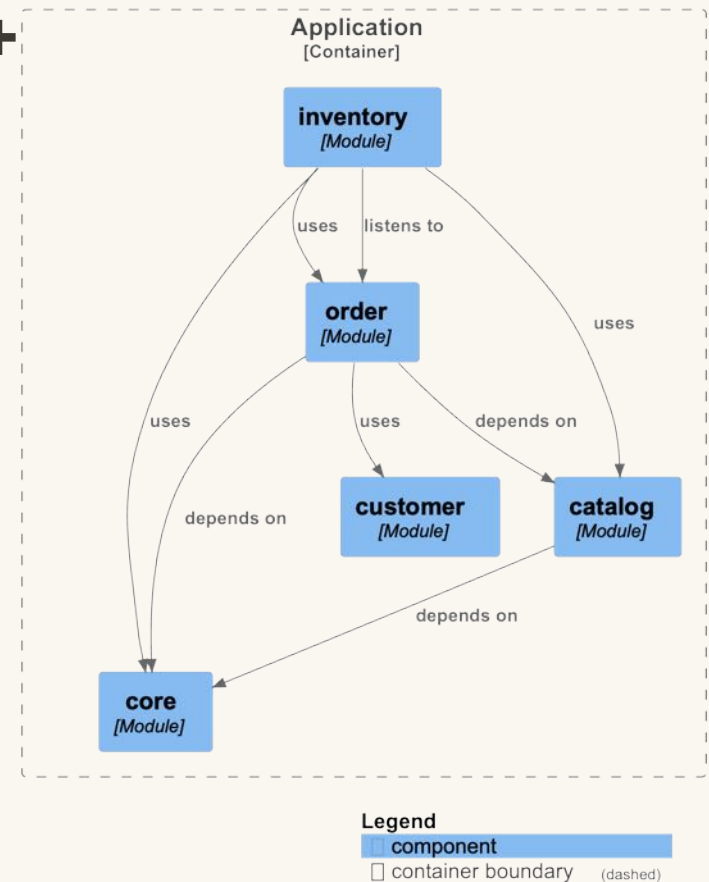 +
Application
[Container]
inventory
[Module]
uses
listens to
order
[Module]
uses
uses
uses
depends on
customer
[Module]
catalog
[Module]
depends on
depends on
core
[Module]
Legend
component
container boundary (dashed)